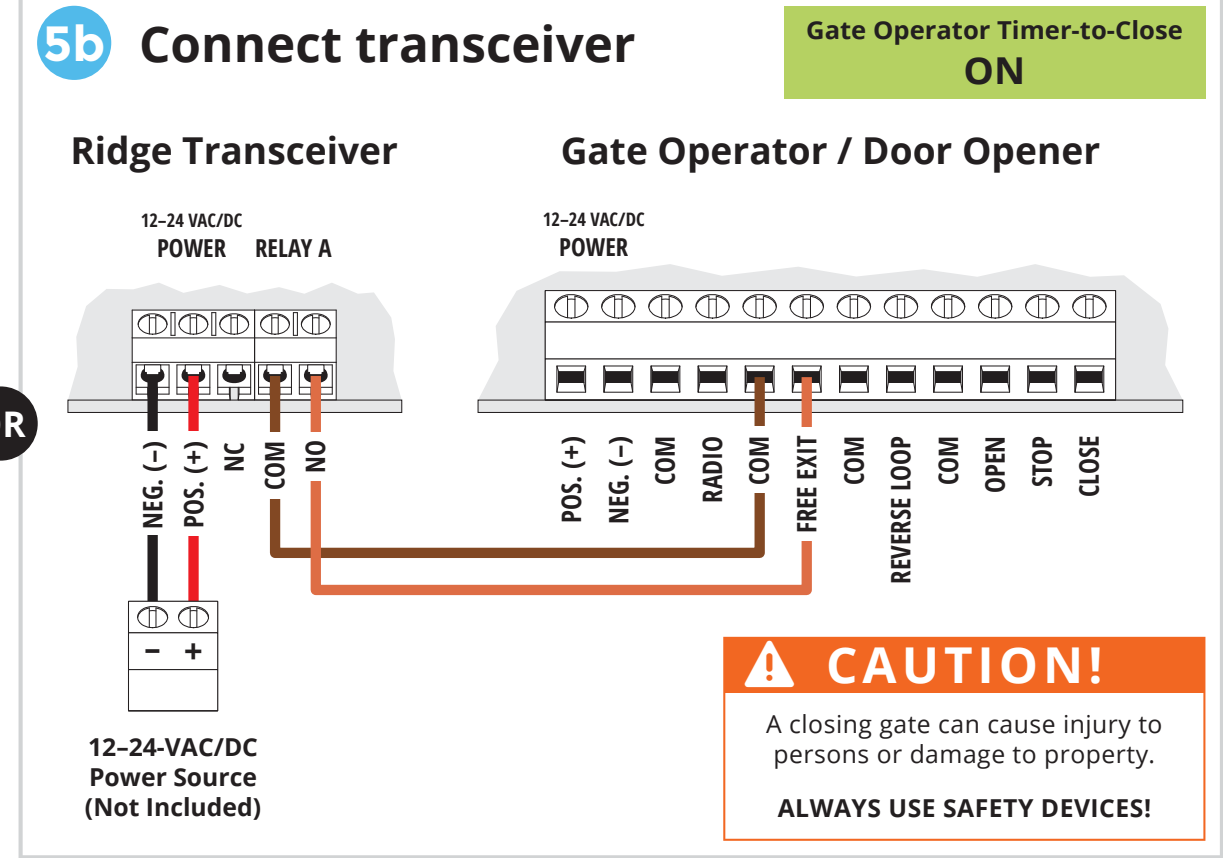 5b Connect transceiver
Gate Operator Timer-to-Close
ON
Ridge Transceiver
Gate Operator / Door Opener
12–24 VAC/DC
POWER RELAY A
12–24 VAC/DC
POWER
NEG. (–)
POS. (+)
NC
COM
NO
POS. (+)
NEG. (–)
COM
RADIO
COM
FREE EXIT
COM
REVERSE LOOP
COM
OPEN
STOP
CLOSE
– +
12–24-VAC/DC
Power Source
(Not Included)
CAUTION!
A closing gate can cause injury to
persons or damage to property.
ALWAYS USE SAFETY DEVICES!